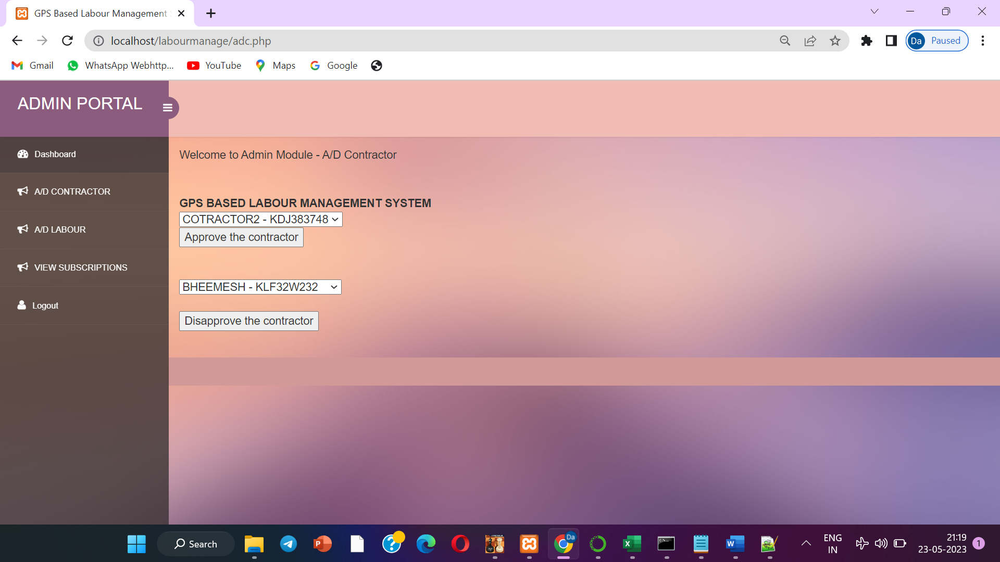 GPS Based Labour Management
localhost/labourmanage/adc.php
Da Paused
Gmail WhatsApp Webhttp... YouTube Maps Google
ADMIN PORTAL
Dashboard
A/D CONTRACTOR
A/D LABOUR
VIEW SUBSCRIPTIONS
Logout
Welcome to Admin Module - A/D Contractor
GPS BASED LABOUR MANAGEMENT SYSTEM
COTRACTOR2 - KDJ383748
Approve the contractor
BHEEMESH - KLF32W232
Disapprove the contractor
Search
Da
ENG
IN
21:19
23-05-2023
1